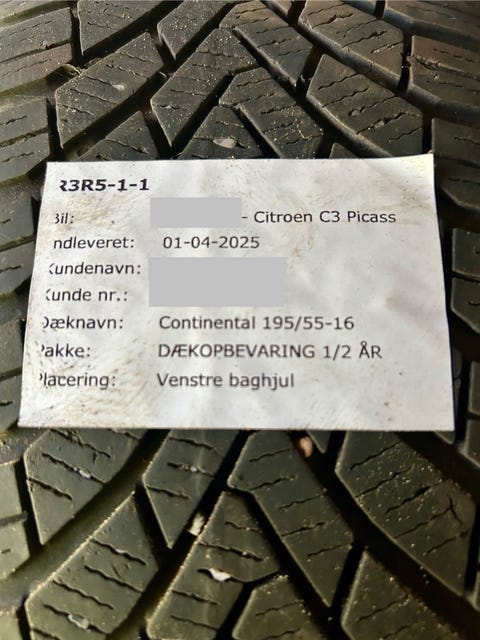 R3R5-1-1
Bil: - Citroen C3 Picass
ndleveret: 01-04-2025
Kundenavn:
Kunde nr.:
Dæknavn: Continental 195/55-16
Pakke: DÆKOPBEVARING 1/2 ÅR
Placering: Venstre baghjul